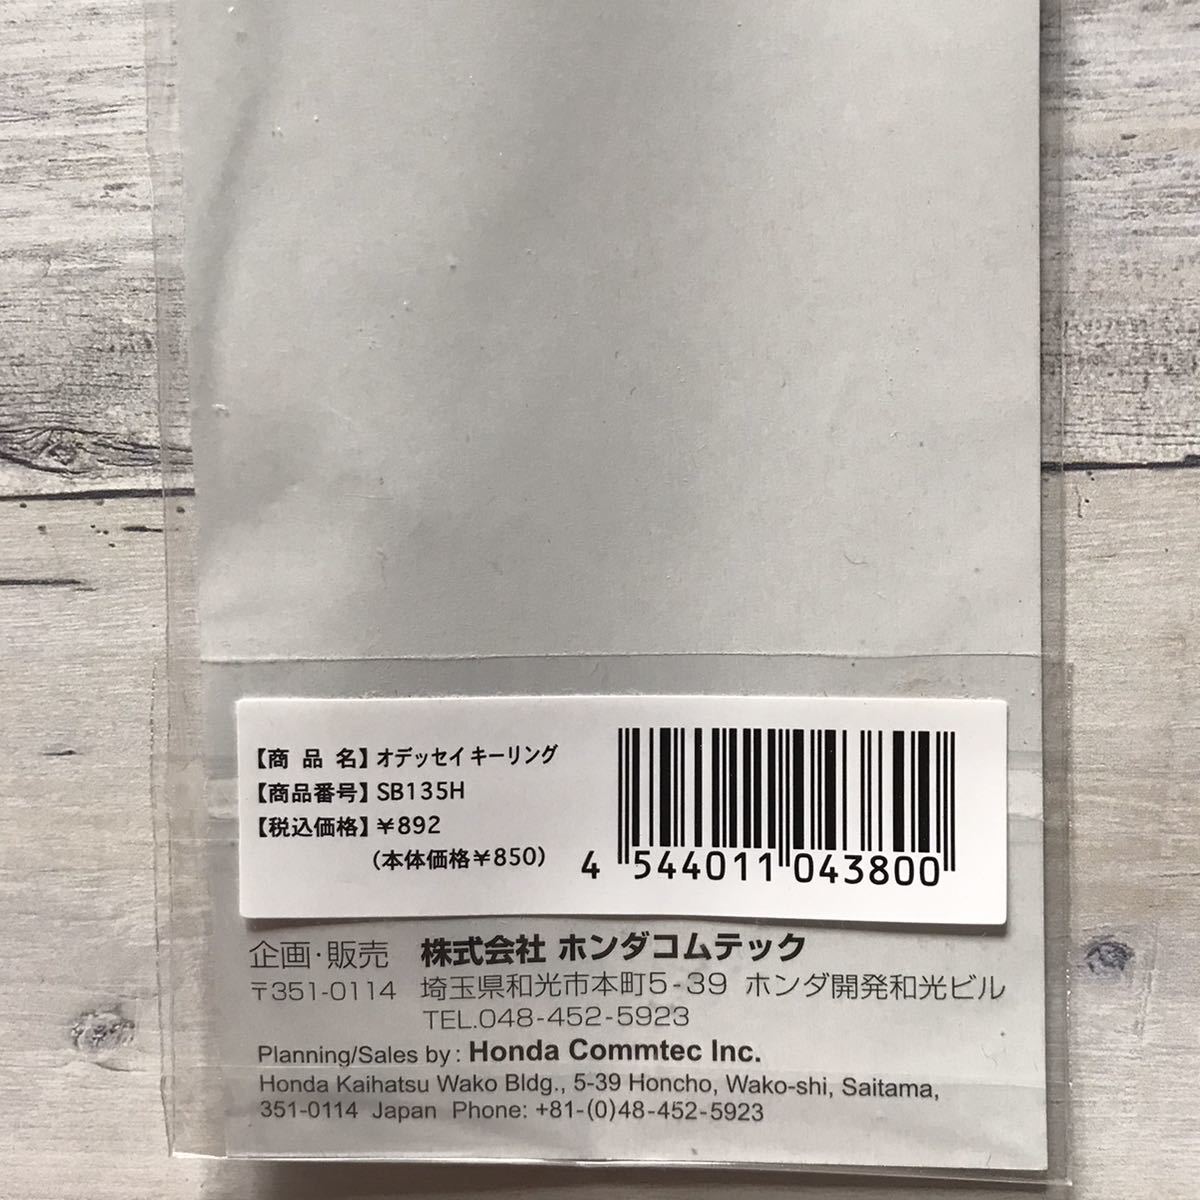 【商 品 名】オデッセイ キーリング
【商品番号】SB135H
【税込価格】¥892
(本体価格¥850)
4 544011 043800
企画・販売 株式会社 ホンダコムテック
〒351-0114 埼玉県和光市本町5-39 ホンダ開発和光ビル
TEL.048-452-5923
Planning/Sales by : Honda Commtec Inc.
Honda Kaihatsu Wako Bldg., 5-39 Honcho, Wako-shi, Saitama,
351-0114 Japan Phone: +81-(0)48-452-5923